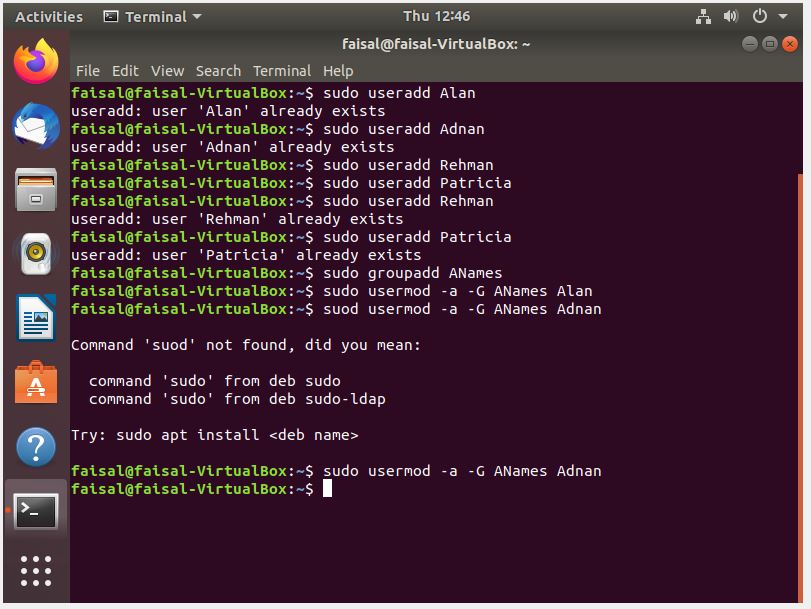 Activities Terminal Thu 12:46
faisal@faisal-VirtualBox: ~
File Edit View Search Terminal Help
faisal@faisal-VirtualBox:~$ sudo useradd Alan
useradd: user 'Alan' already exists
faisal@faisal-VirtualBox:~$ sudo useradd Adnan
useradd: user 'Adnan' already exists
faisal@faisal-VirtualBox:~$ sudo useradd Rehman
faisal@faisal-VirtualBox:~$ sudo useradd Patricia
faisal@faisal-VirtualBox:~$ sudo useradd Rehman
useradd: user 'Rehman' already exists
faisal@faisal-VirtualBox:~$ sudo useradd Patricia
useradd: user 'Patricia' already exists
faisal@faisal-VirtualBox:~$ sudo groupadd ANames
faisal@faisal-VirtualBox:~$ sudo usermod -a -G ANames Alan
faisal@faisal-VirtualBox:~$ suod usermod -a -G ANames Adnan
Command 'suod' not found, did you mean:
command 'sudo' from deb sudo
command 'sudo' from deb sudo-ldap
Try: sudo apt install <deb name>
faisal@faisal-VirtualBox:~$ sudo usermod -a -G ANames Adnan
faisal@faisal-VirtualBox:~$